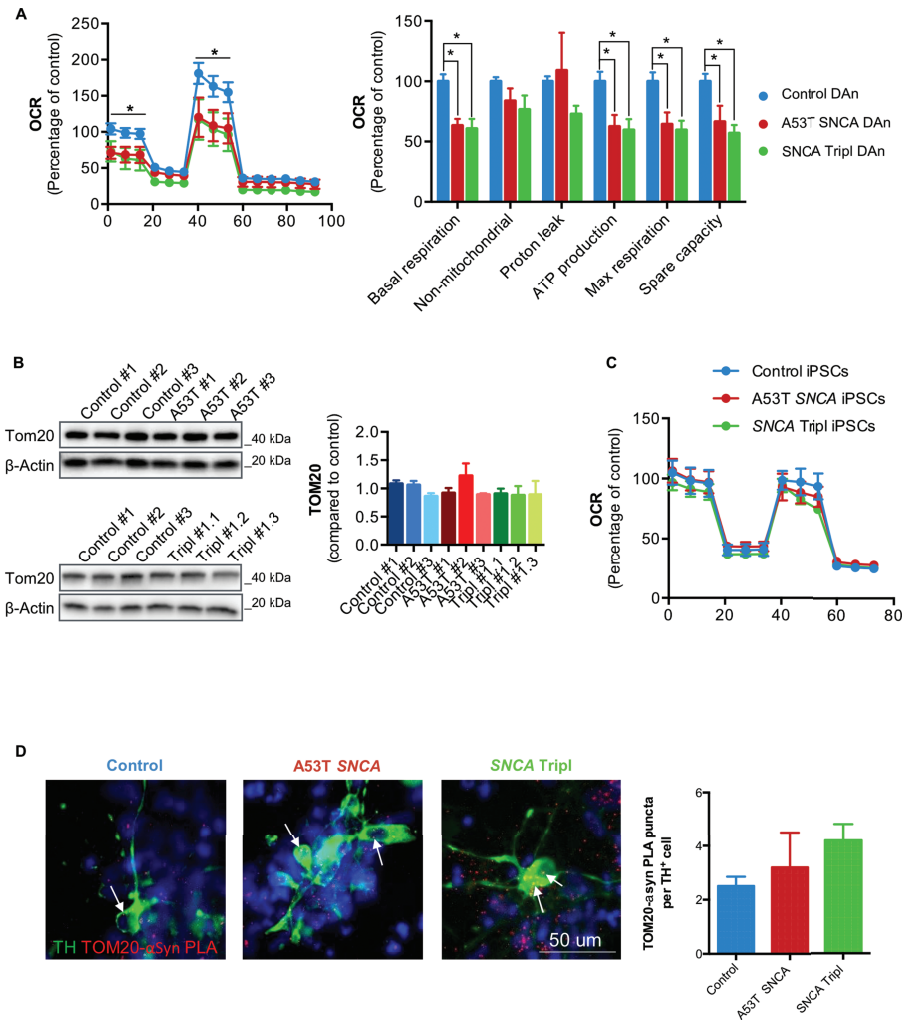 A
OCR
(Percentage of control)
250
200
150
100
50
0
0 20 40 60 80 100
*
*
OCR
(Percentage of control)
150
100
50
0
* * * * * * * *
Basal respiration
Non-mitochondrial
Proton leak
ATP production
Max respiration
Spare capacity
Control DAn
A53T SNCA DAn
SNCA Tripl DAn
B
Control #1
Control #2
Control #3
A53T #1
A53T #2
A53T #3
Tom20
_40 kDa
β-Actin
_20 kDa
Control #1
Control #2
Control #3
Tripl #1.1
Tripl #1.2
Tripl #1.3
Tom20
_40 kDa
β-Actin
_20 kDa
TOM20
(compared to control)
2.0
1.5
1.0
0.5
0.0
Control #1
Control #2
Control #3
A53T #1
A53T #2
A53T #3
Tripl #1.1
Tripl #1.2
Tripl #1.3
C
Control iPSCs
A53T SNCA iPSCs
SNCA Tripl iPSCs
OCR
(Percentage of control)
150
100
50
0
0 20 40 60 80
D
Control
A53T SNCA
SNCA Tripl
TH TOM20-αSyn PLA
50 um
TOM20-asyn PLA puncta
per TH+ cell
6
4
2
0
Control
A53T SNCA
SNCA Tripl